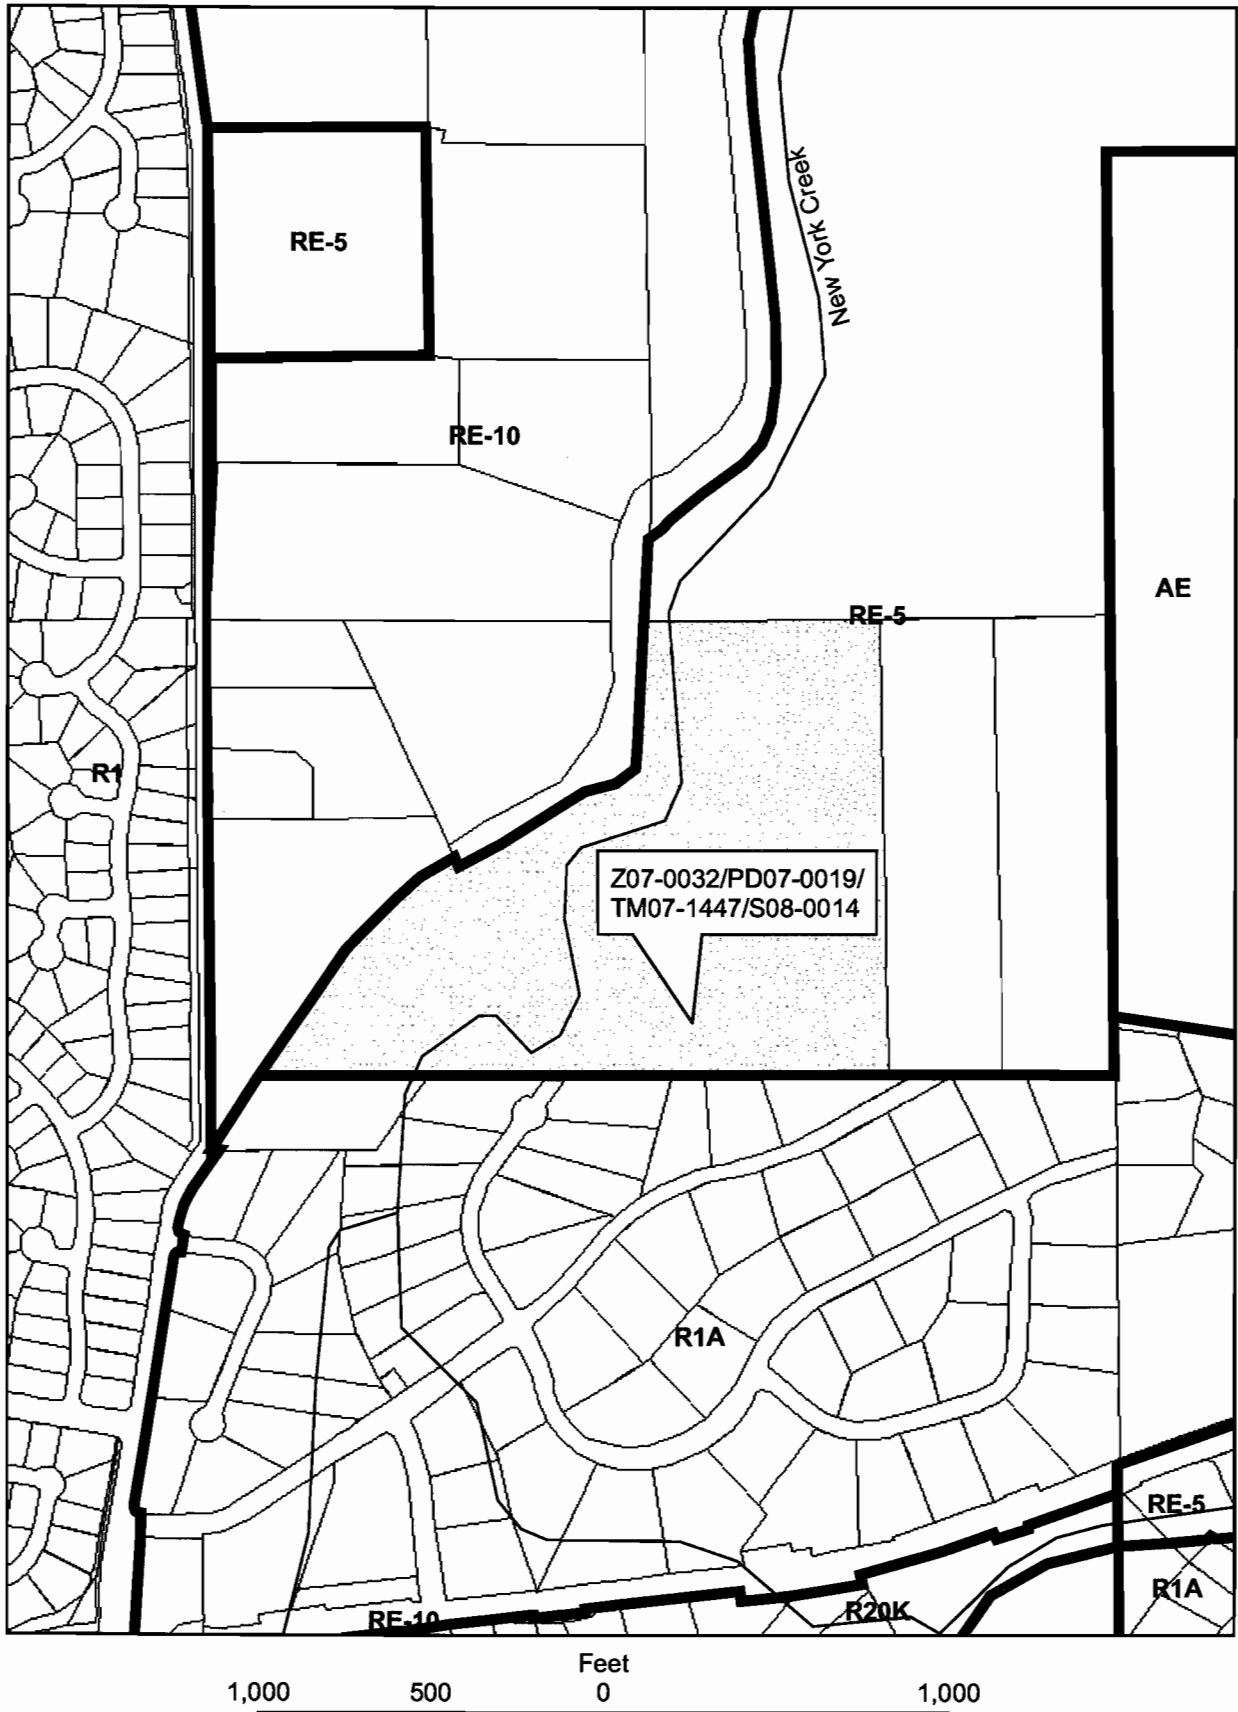 RE-5
New York Creek
RE-10
AE
RE-5
R1
Z07-0032/PD07-0019/
TM07-1447/S08-0014
R1A
RE-5
R1A
RE-10
R20K
Feet
1,000 500 0 1,000